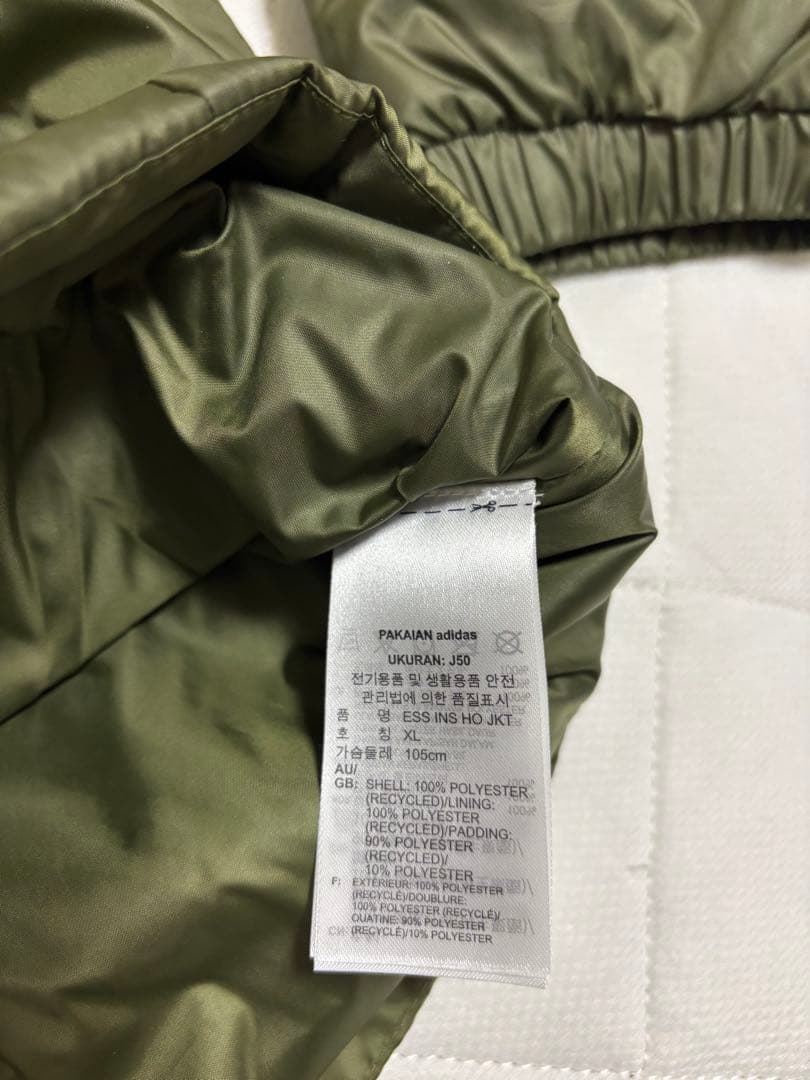 PAKAIAN adidas
UKURAN: J50
전기용품 및 생활용품 안전
관리법에 의한 품질표시
품 명 ESS INS HO JKT
호 칭 XL
가슴둘레 105cm
AU/
GB: SHELL: 100% POLYESTER
(RECYCLED)/LINING:
100% POLYESTER
(RECYCLED)/PADDING:
90% POLYESTER
(RECYCLED)/
10% POLYESTER
F: EXTÉRIEUR: 100% POLYESTER
(RECYCLÉ)/DOUBLURE:
100% POLYESTER (RECYCLÉ)/
OUATINE: 90% POLYESTER
(RECYCLÉ)/10% POLYESTER